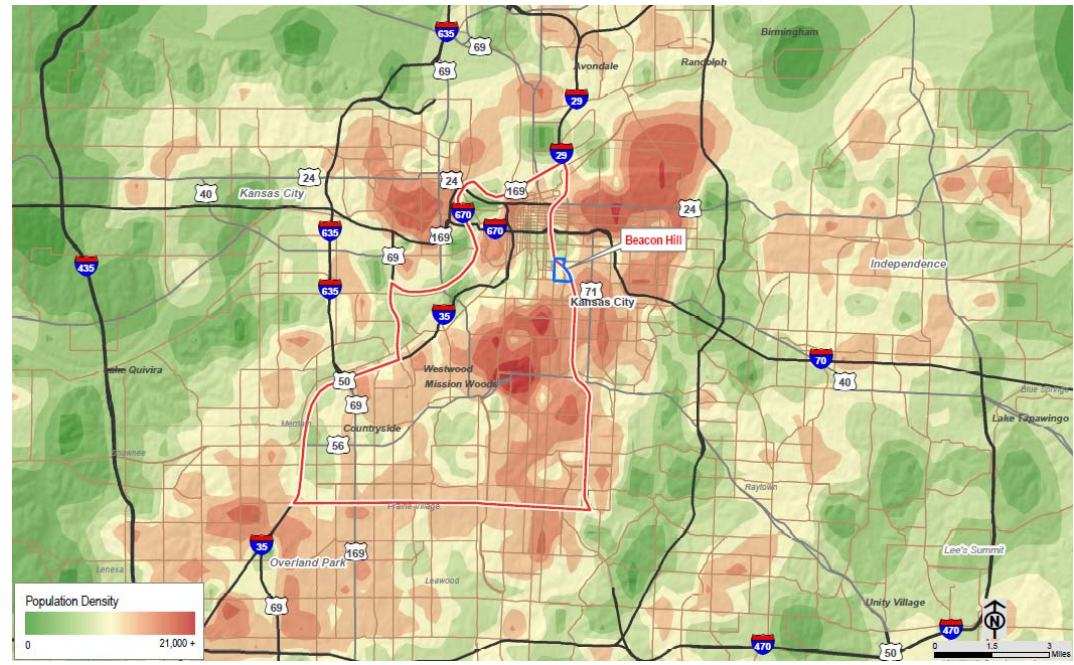 635
69
Birmingham
69
Avondale
Randolph
29
29
24
24
40
Kansas City
169
24
670
635
169
670
Beacon Hill
69
Independence
435
635
71
Kansas City
35
70
Lake Quivira
Westwood
50
Mission Woods
40
Blue Springs
69
Merriam
Countryside
Lake Tapawingo
56
Shawnee
Raytown
Prairie Village
35
169
Overland Park
Lee's Summit
Lenexa
Leawood
Population Density
0
21,000 +
69
Unity Village
470
470
50
N
0
1.5
3
Miles